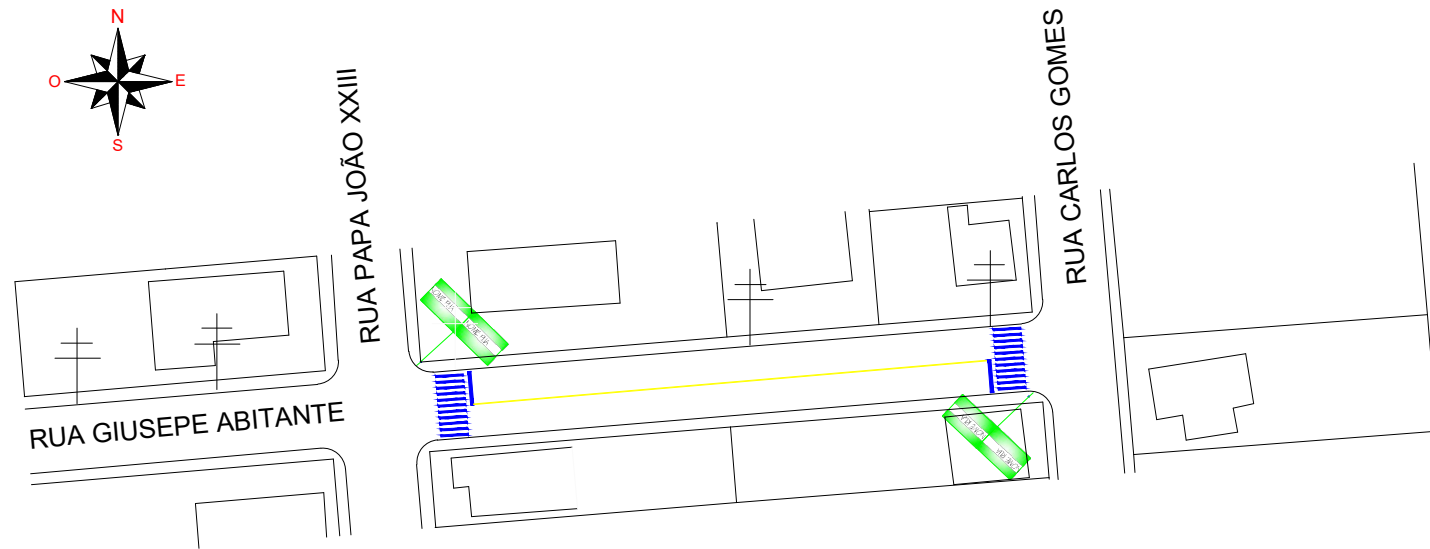 N
O
E
S
RUA PAPA JOÃO XXIII
RUA CARLOS GOMES
RUA GIUSEPE ABITANTE